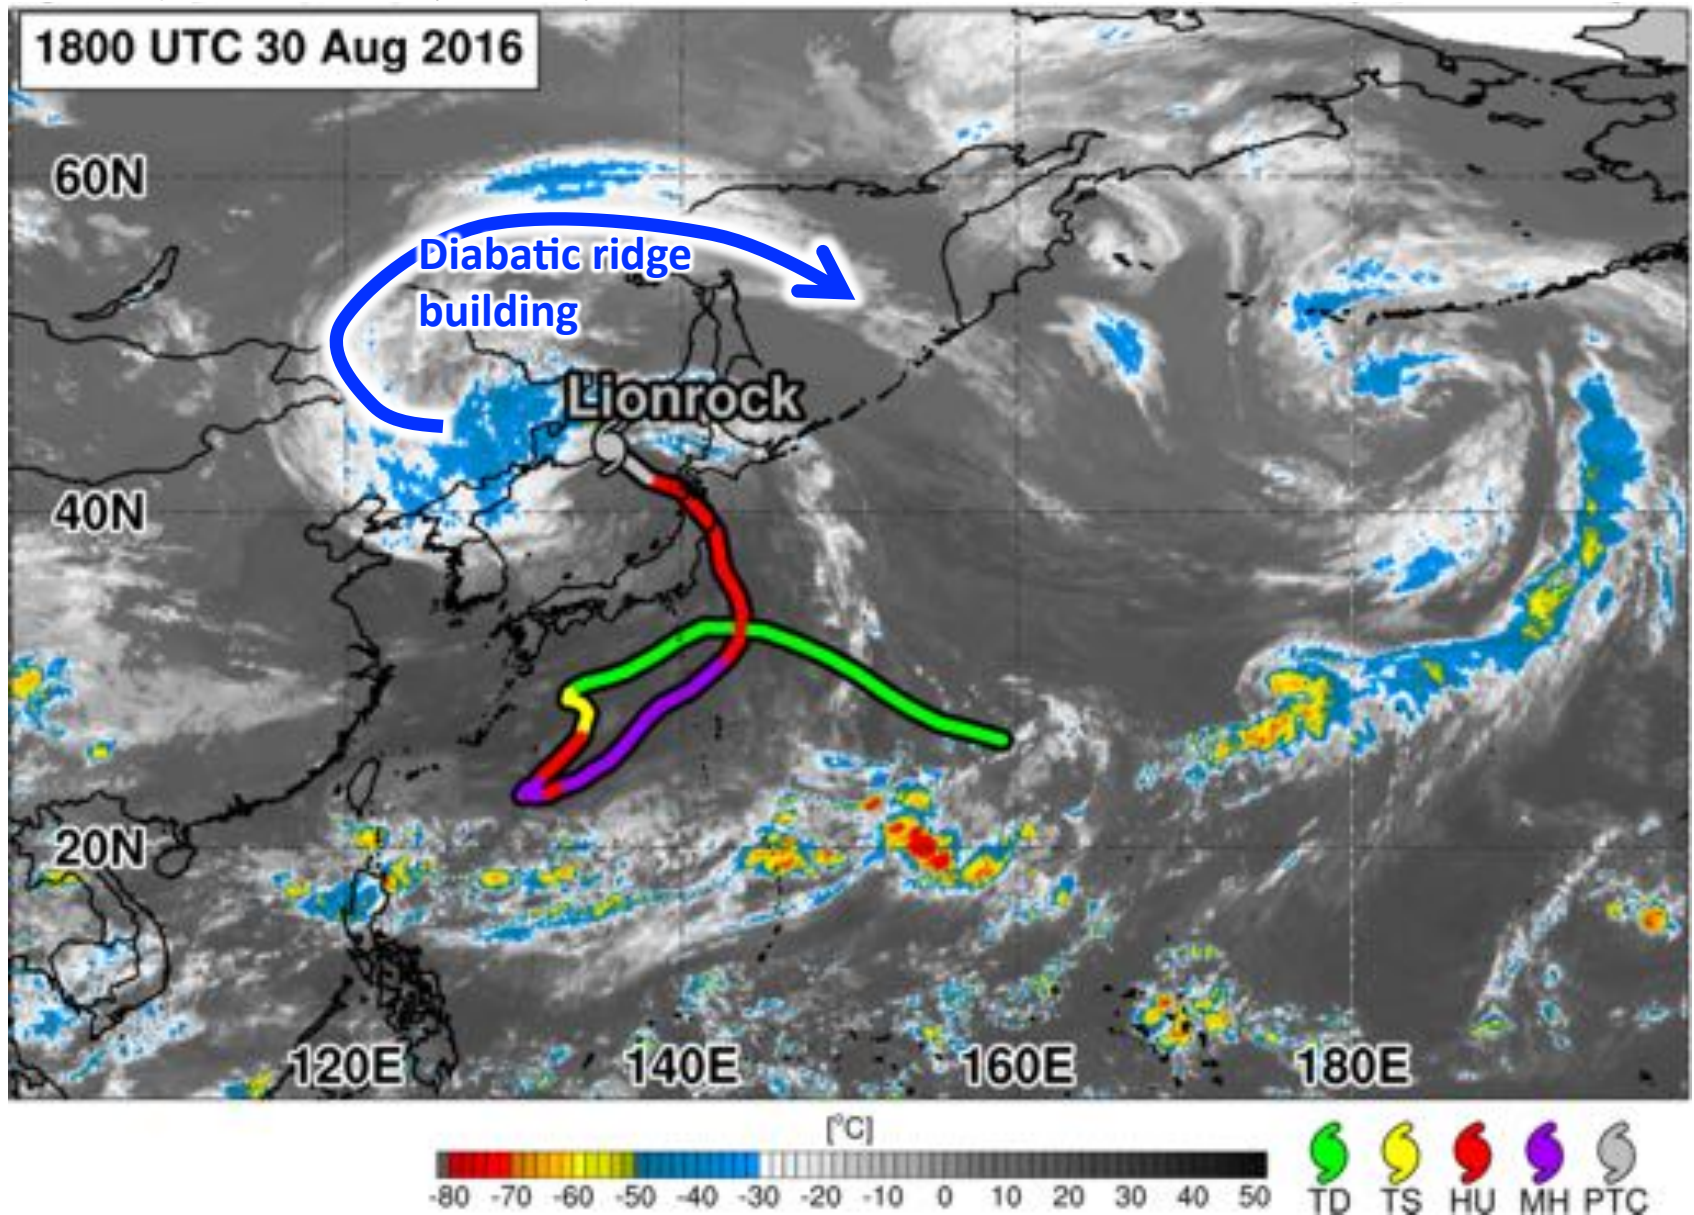 1800 UTC 30 Aug 2016
60N
Diabatic ridge
building
Lionrock
40N
20N
120E 140E 160E 180E
[°C]
-80 -70 -60 -50 -40 -30 -20 -10 0 10 20 30 40 50
TD TS HU MH PTC